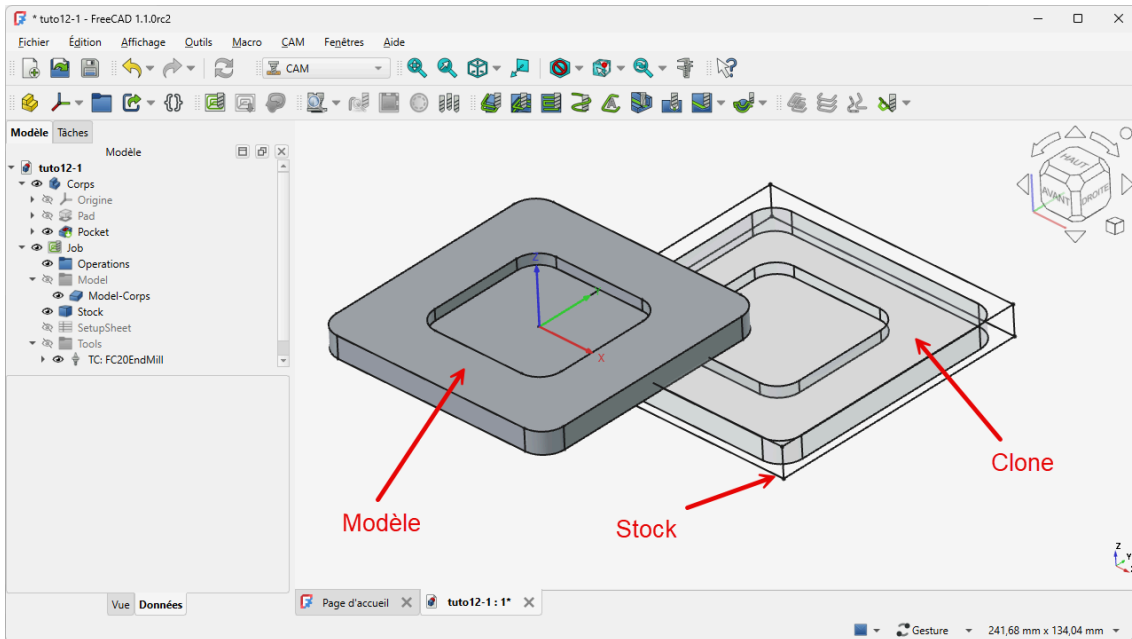 * tuto12-1 - FreeCAD 1.1.0rc2
Fichier Édition Affichage Outils Macro CAM Fenêtres Aide
CAM
Modèle Tâches
Modèle
tuto12-1
Corps
Origine
Pad
Pocket
Job
Operations
Model
Model-Corps
Stock
SetupSheet
Tools
TC: FC20EndMill
HAUT
AVANT
DROITE
Z
X
Modèle
Stock
Clone
Z
Y
Vue Données
Page d'accueil
tuto12-1 : 1*
Gesture
241,68 mm x 134,04 mm